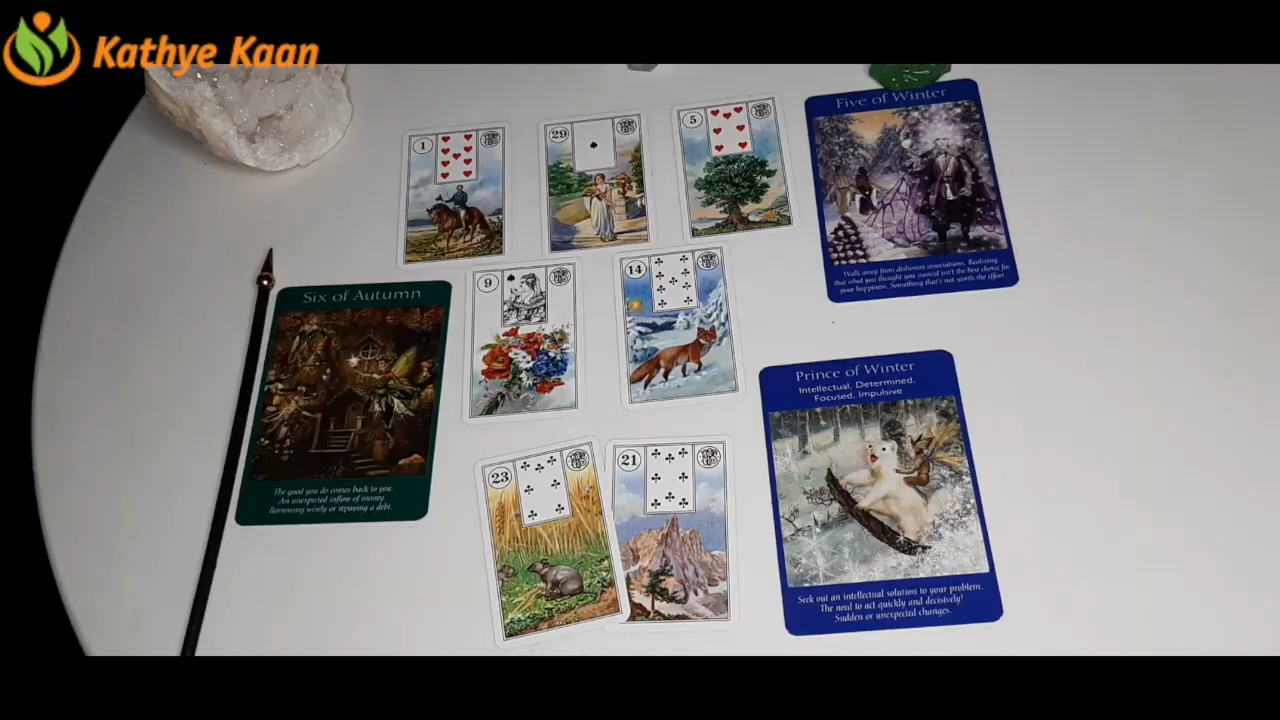 Kathye Kaan
1
29
5
Five of Winter
Walk away from dishonest associations. Realizing
that what you thought you wanted isn't the best choice for
your happiness. Something that's not worth the effort
9
14
Six of Autumn
The good you do comes back to you.
An unexpected inflow of money.
Borrowing wisely or repaying a debt.
Prince of Winter
Intellectual, Determined,
Focused, Impulsive
Seek out an intellectual solution to your problem.
The need to act quickly and decisively!
Sudden or unexpected changes.
23
21